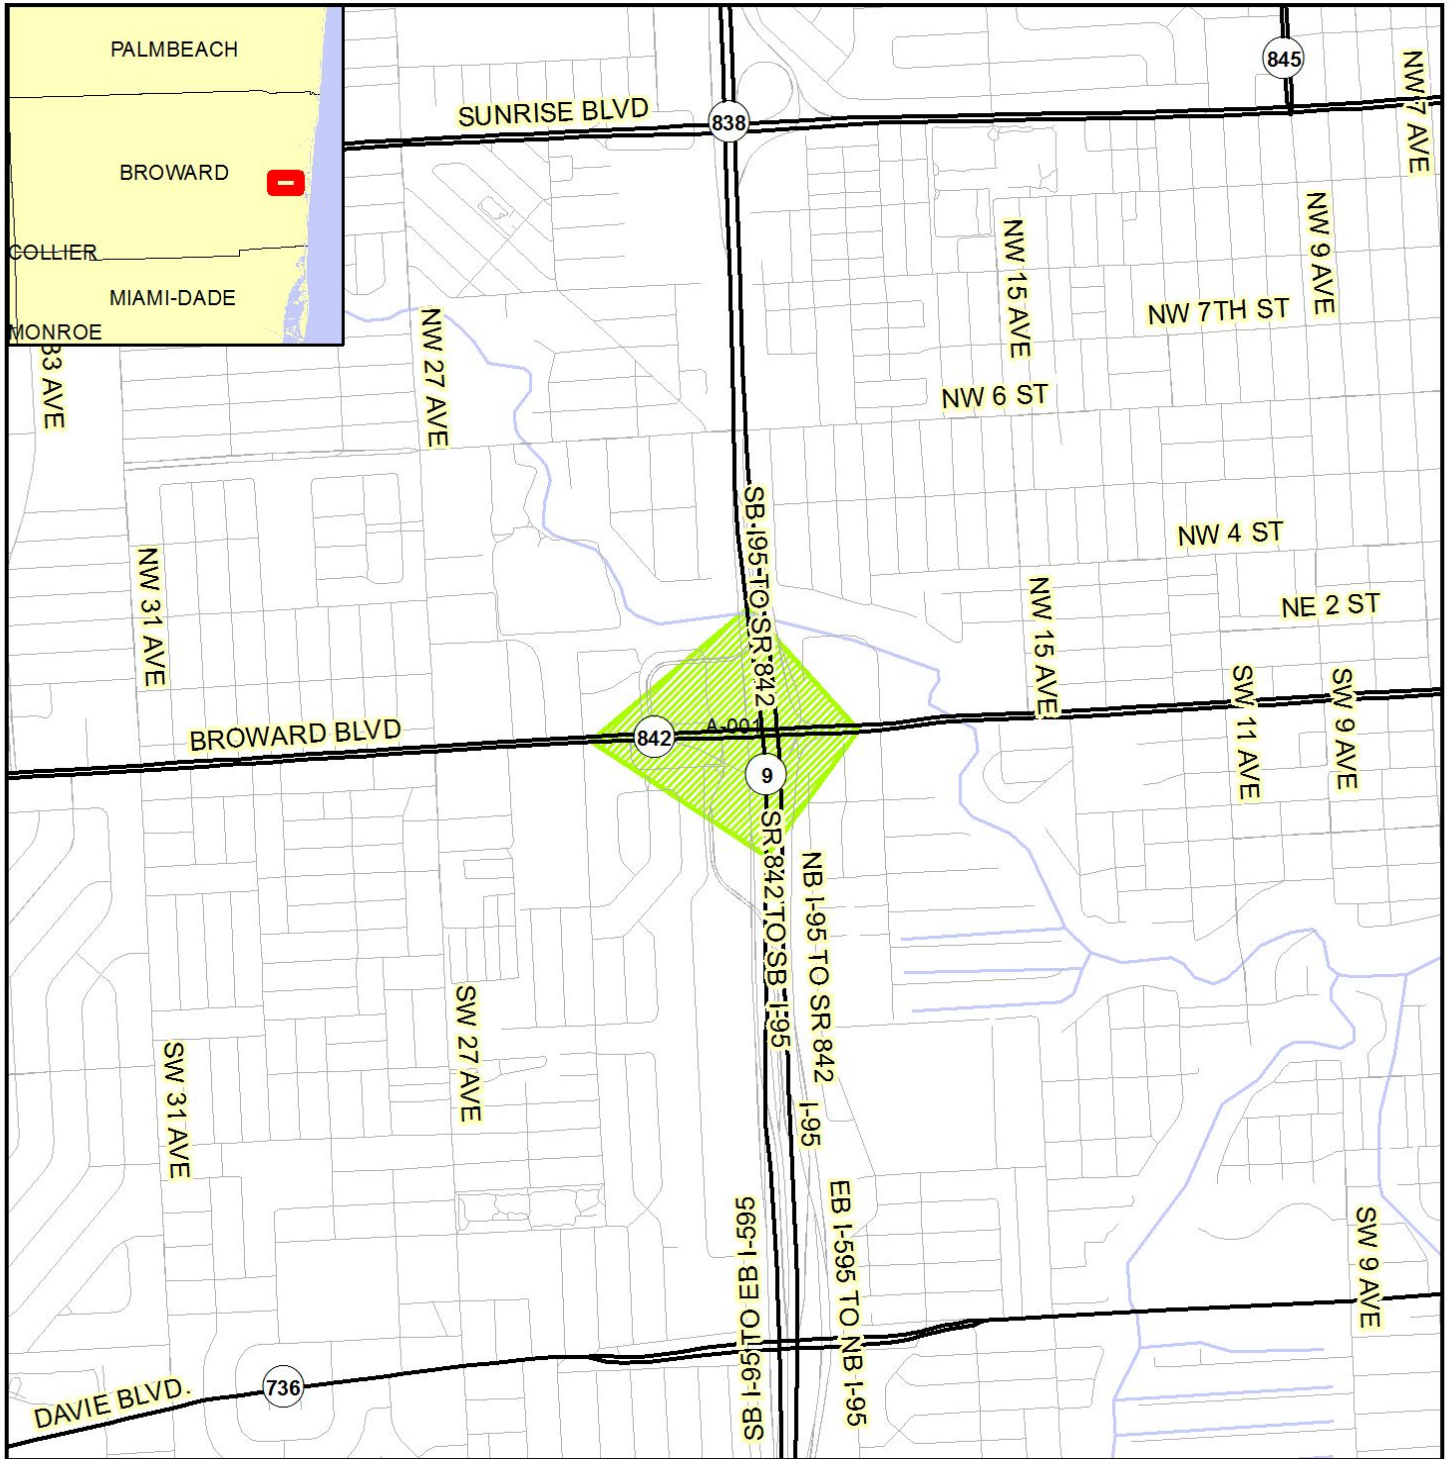 PALMBEACH
BROWARD
COLLIER
MIAMI-DADE
MONROE
SUNRISE BLVD
838
845
NW 7 AVE
NW 9 AVE
NW 15 AVE
NW 7TH ST
NW 27 AVE
33 AVE
NW 6 ST
SB I95 TO SR 842
NW 4 ST
NW 31 AVE
NW 15 AVE
NE 2 ST
SW 11 AVE
SW 9 AVE
BROWARD BLVD
842
A-001
9
SR 842 TO SB I-95
NB I-95 TO SR 842
SW 27 AVE
SW 31 AVE
I-95
SB I-95 TO EB I-595
EB I-595 TO NB I-95
SW 9 AVE
736
DAVIE BLVD.